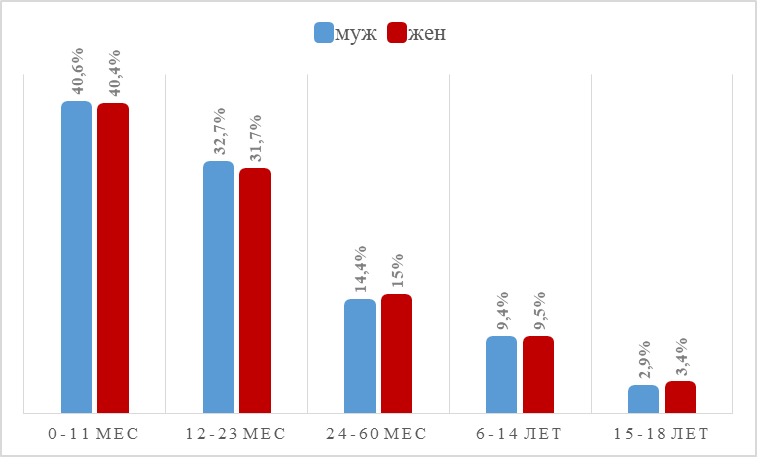 муж жен
40,6% 40,4% 32,7% 31,7% 14,4% 15% 9,4% 9,5% 2,9% 3,4%
0-11 МЕС 12-23 МЕС 24-60 МЕС 6-14 ЛЕТ 15-18 ЛЕТ